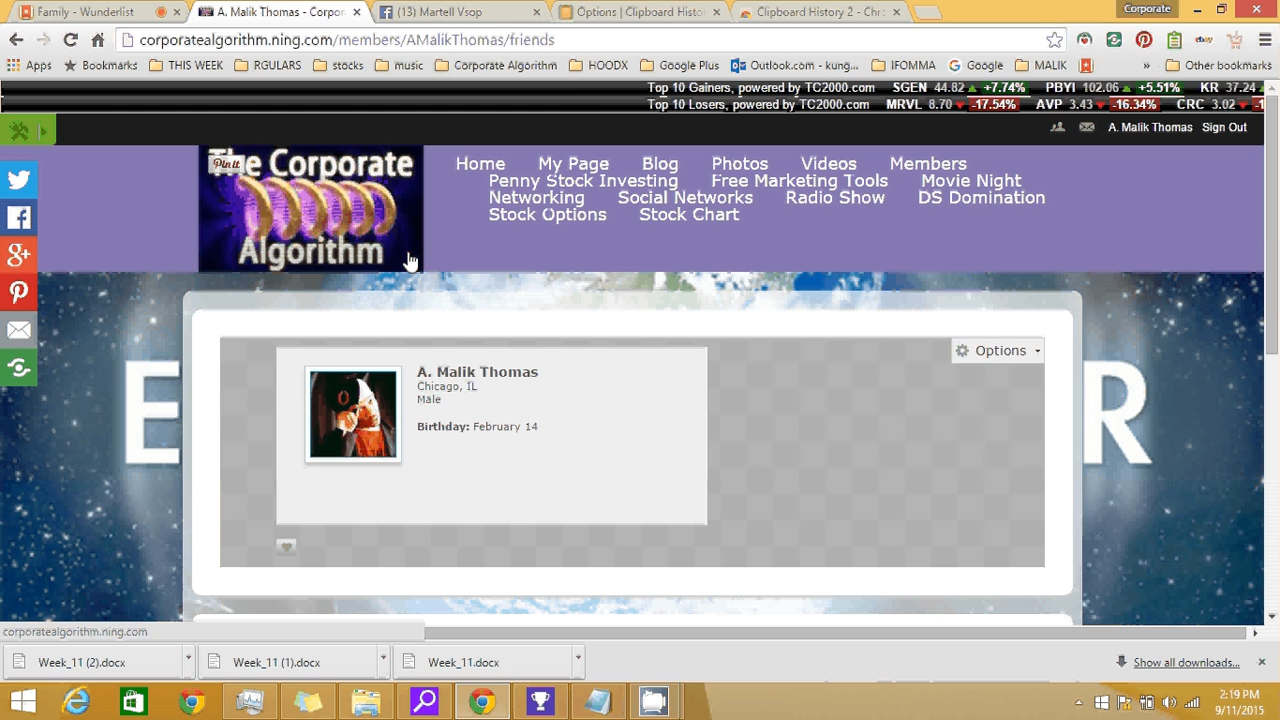 Family - Wunderlist
A. Malik Thomas - Corpor
(13) Martell Vsop
Options | Clipboard Histo
Clipboard History 2 - Chr
Corporate
corporatealgorithm.ning.com/members/AMalikThomas/friends
ebay
Apps
Bookmarks
THIS WEEK
RGULARS
stocks
music
Corporate Algorithm
HOODX
Google Plus
Outlook.com - kung...
IFOMMA
Google
MALIK
»
Other bookmarks
Top 10 Gainers, powered by TC2000.com SGEN 44.82 +7.74% PBYI 102.06 +5.51% KR 37.24
Top 10 Losers, powered by TC2000.com MRVL 8.70 -17.54% AVP 3.43 -16.34% CRC 3.02 -1
A. Malik Thomas Sign Out
Pin it
The Corporate
Algorithm
Home My Page Blog Photos Videos Members
Penny Stock Investing Free Marketing Tools Movie Night
Networking Social Networks Radio Show DS Domination
Stock Options Stock Chart
Options
A. Malik Thomas
Chicago, IL
Male
Birthday: February 14
E
R
corporatealgorithm.ning.com
Week_11 (2).docx
Week_11 (1).docx
Week_11.docx
Show all downloads...
2:19 PM
9/11/2015